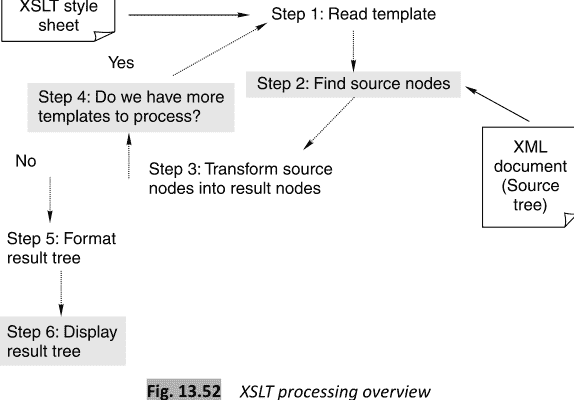 XSLT style
sheet
Step 1: Read template
Yes
Step 2: Find source nodes
Step 4: Do we have more
templates to process?
XML
document
(Source
tree)
No
Step 3: Transform source
nodes into result nodes
Step 5: Format
result tree
Step 6: Display
result tree
Fig. 13.52 XSLT processing overview